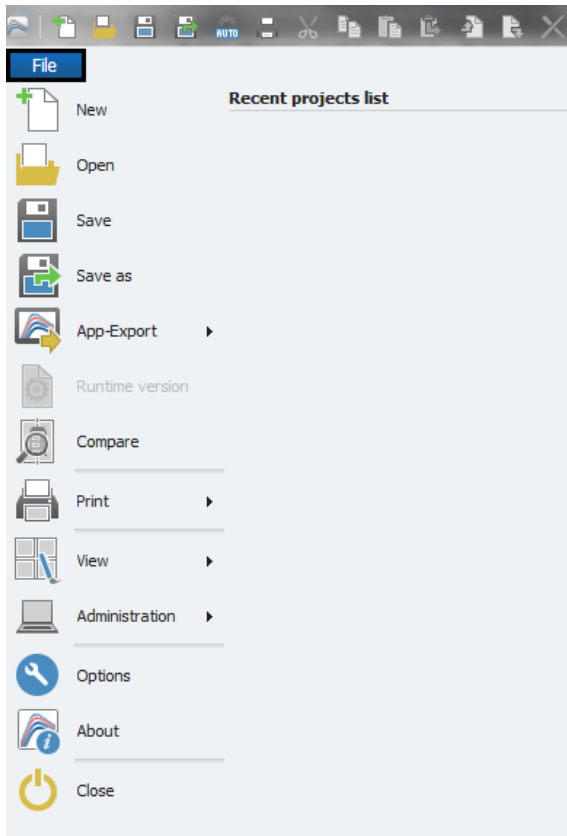 AUTO
File
New
Recent projects list
Open
Save
Save as
App-Export
Runtime version
Compare
Print
View
Administration
Options
About
Close